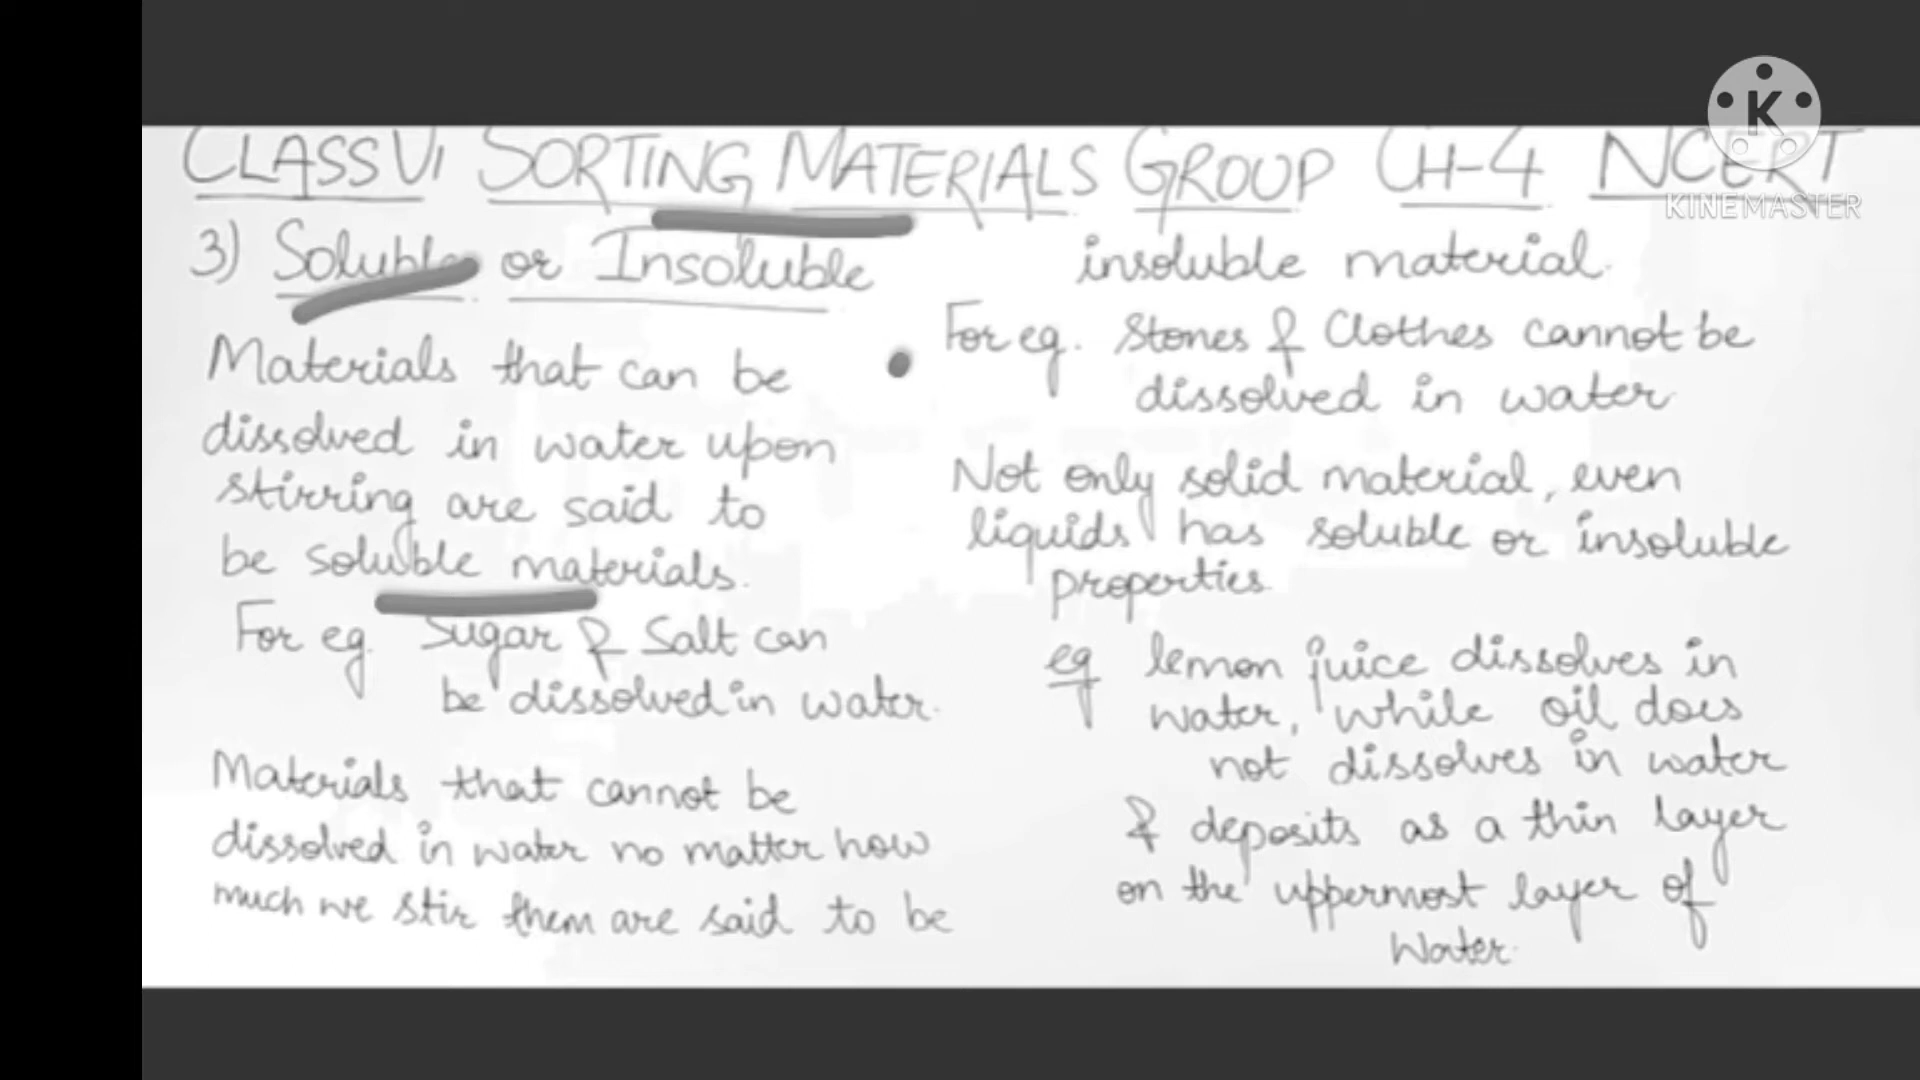 CLASS VI SORTING MATERIALS GROUP CH-4 NCERT
K
KINEMASTER
3) Soluble or Insoluble
Materials that can be
dissolved in water upon
stirring are said to
be soluble materials.
For eg. Sugar & Salt can
be dissolved in water.
Materials that cannot be
dissolved in water no matter how
much we stir them are said to be
insoluble material.
For eg. Stones & Clothes cannot be
dissolved in water
Not only solid material, even
liquids has soluble or insoluble
properties.
eg lemon juice dissolves in
water, while oil does
not dissolves in water
& deposits as a thin layer
on the uppermost layer of
Water.